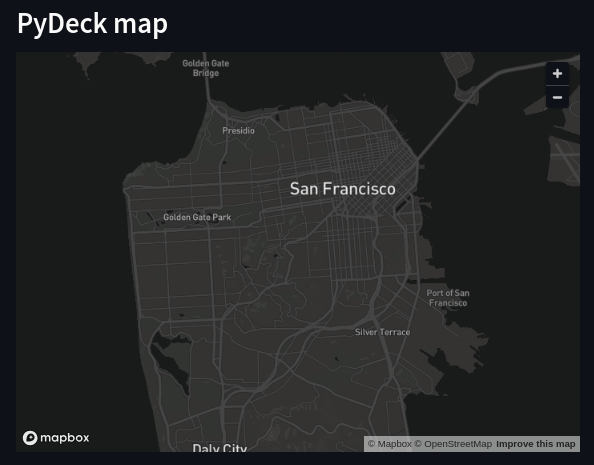 PyDeck map
Golden Gate
Bridge
+
−
Presidio
San Francisco
Golden Gate Park
Port of San
Francisco
Silver Terrace
Daly City
mapbox
© Mapbox © OpenStreetMap Improve this map